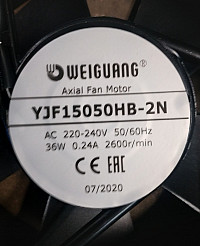 WEIGUANG®
Axial Fan Motor
YJF15050HB-2N
AC 220-240V 50/60Hz
36W 0.24A 2600r/min
CE EAC
07/2020